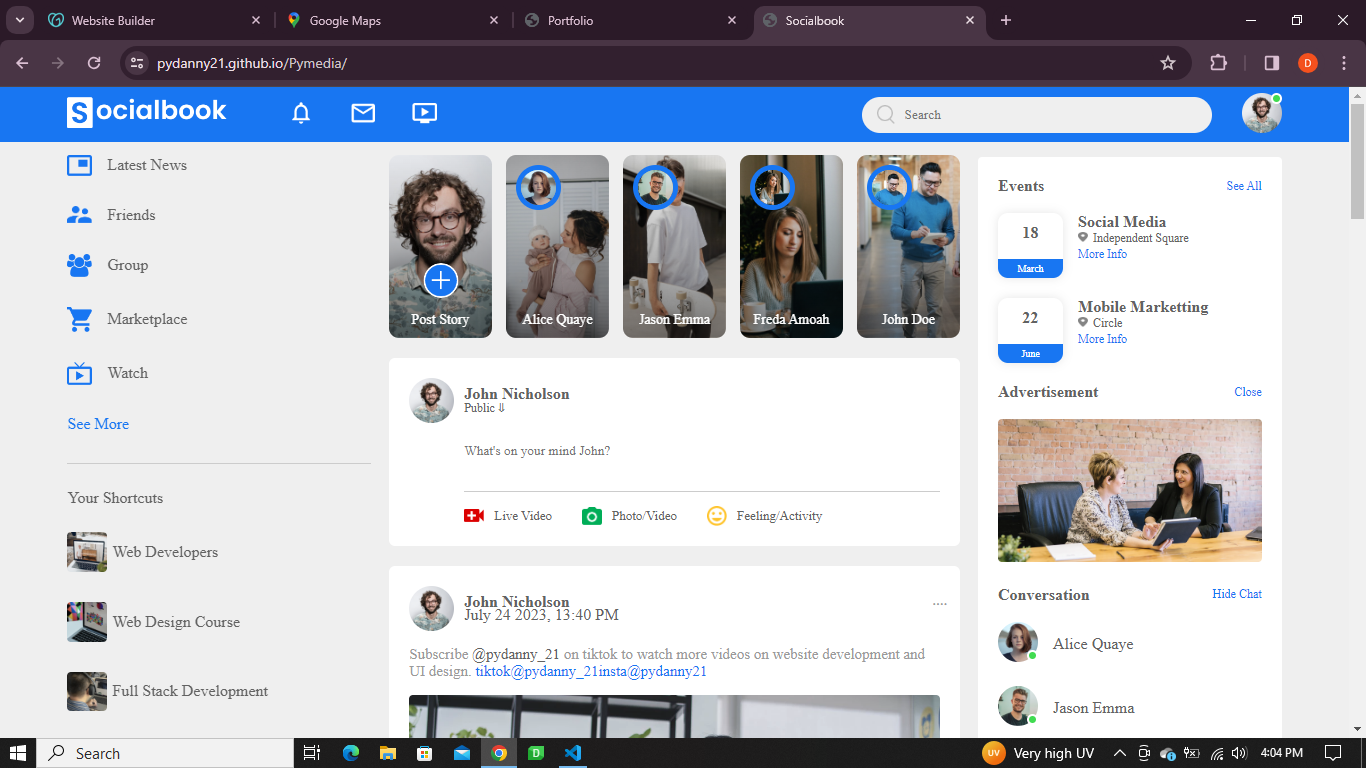 Website Builder
Google Maps
Portfolio
Socialbook
pydanny21.github.io/Pymedia/
D
Socialbook
Search
Latest News
Friends
Group
Marketplace
Watch
See More
Your Shortcuts
Web Developers
Web Design Course
Full Stack Development
Post Story
Alice Quaye
Jason Emma
Freda Amoah
John Doe
John Nicholson
Public ⇓
What's on your mind John?
Live Video
Photo/Video
Feeling/Activity
John Nicholson
....
July 24 2023, 13:40 PM
Subscribe @pydanny_21 on tiktok to watch more videos on website development and
UI design. tiktok@pydanny_21insta@pydanny21
Events
See All
18
March
Social Media
Independent Square
More Info
22
June
Mobile Marketting
Circle
More Info
Advertisement
Close
Conversation
Hide Chat
Alice Quaye
Jason Emma
Search
D
UV
Very high UV
4:04 PM